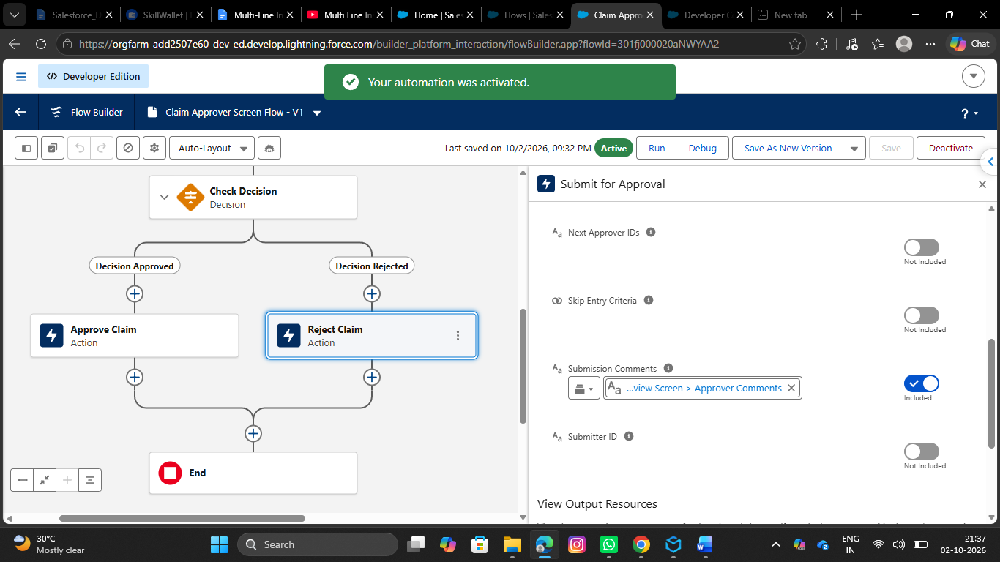 Salesforce_D
SkillWallet | D
Multi-Line In
Multi Line In
Home | Sales
Flows | Sales
Claim Appro
Developer C
New tab
https://orgfarm-add2507e60-dev-ed.develop.lightning.force.com/builder_platform_interaction/flowBuilder.app?flowId=301fj000020aNWYAA2
Chat
Developer Edition
Your automation was activated.
Flow Builder
Claim Approver Screen Flow - V1
?
Auto-Layout
Last saved on 10/2/2026, 09:32 PM
Active
Run
Debug
Save As New Version
Save
Deactivate
Check Decision
Decision
Decision Approved
Decision Rejected
Approve Claim
Action
Reject Claim
Action
End
Submit for Approval
Aa Next Approver IDs
Not Included
Skip Entry Criteria
Not Included
Aa Submission Comments
Aa ...view Screen > Approver Comments
Included
Aa Submitter ID
Not Included
View Output Resources
30°C
Mostly clear
Search
ENG
IN
21:37
02-10-2026